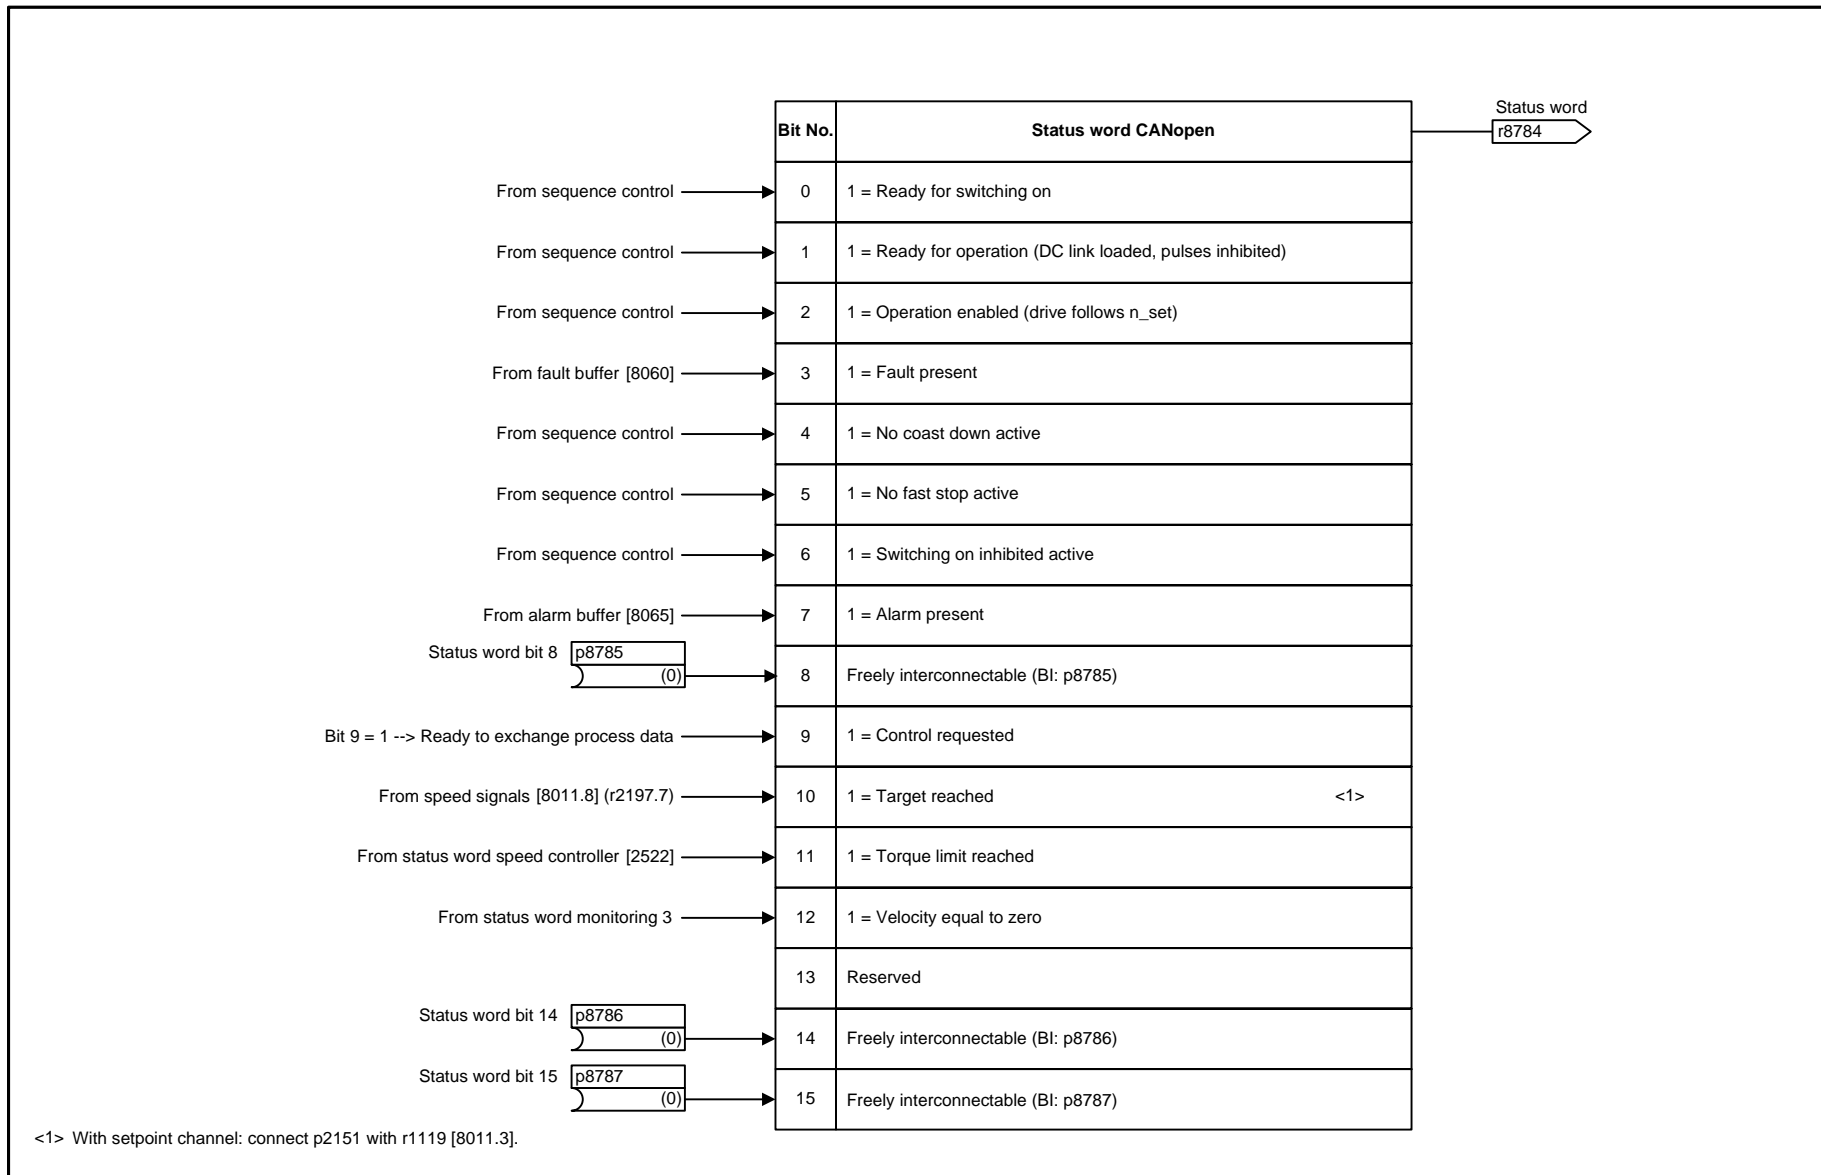 Status word
Bit No. Status word CANopen r8784
From sequence control 0 1 = Ready for switching on
From sequence control 1 1 = Ready for operation (DC link loaded, pulses inhibited)
From sequence control 2 1 = Operation enabled (drive follows n_set)
From fault buffer [8060] 3 1 = Fault present
From sequence control 4 1 = No coast down active
From sequence control 5 1 = No fast stop active
From sequence control 6 1 = Switching on inhibited active
From alarm buffer [8065] 7 1 = Alarm present
Status word bit 8 p8785
(0) 8 Freely interconnectable (BI: p8785)
Bit 9 = 1 --> Ready to exchange process data 9 1 = Control requested
From speed signals [8011.8] (r2197.7) 10 1 = Target reached <1>
From status word speed controller [2522] 11 1 = Torque limit reached
From status word monitoring 3 12 1 = Velocity equal to zero
13 Reserved
Status word bit 14 p8786
(0) 14 Freely interconnectable (BI: p8786)
Status word bit 15 p8787
(0) 15 Freely interconnectable (BI: p8787)
<1> With setpoint channel: connect p2151 with r1119 [8011.3].